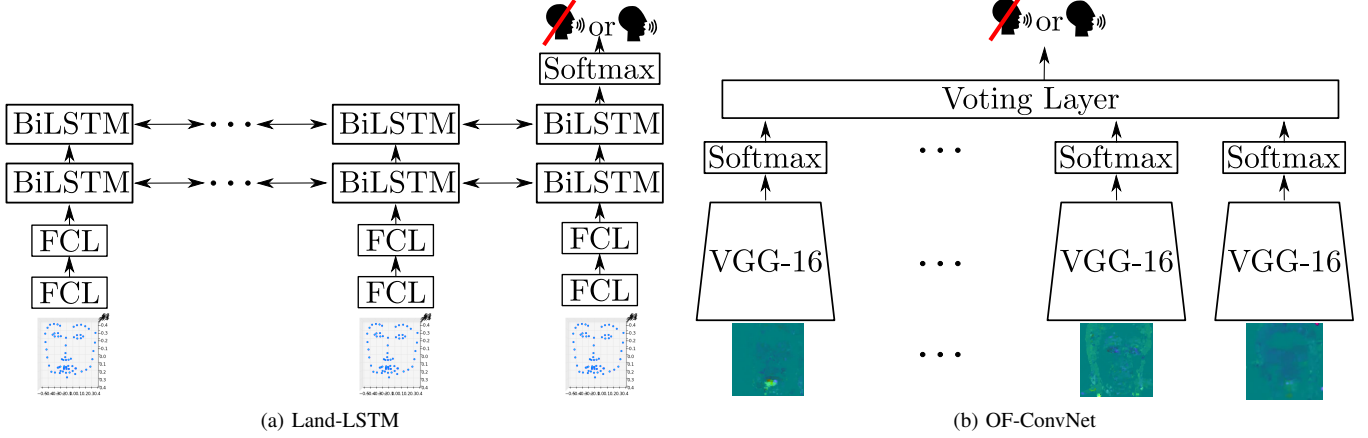 or
Softmax
BiLSTM BiLSTM BiLSTM
BiLSTM BiLSTM BiLSTM
FCL FCL FCL
FCL FCL FCL
(a) Land-LSTM
or
Voting Layer
Softmax Softmax Softmax
VGG-16 VGG-16 VGG-16
(b) OF-ConvNet